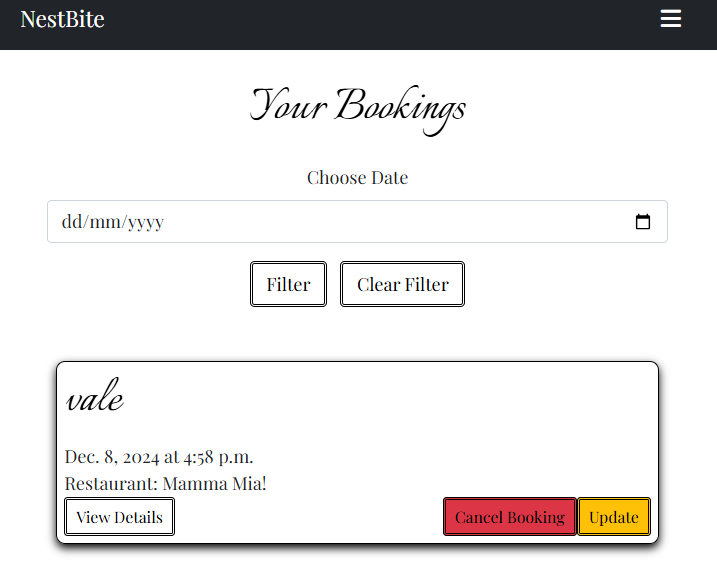 NestBite
Your Bookings
Choose Date
dd/mm/yyyy
Filter Clear Filter
vale
Dec. 8, 2024 at 4:58 p.m.
Restaurant: Mamma Mia!
View Details Cancel Booking Update